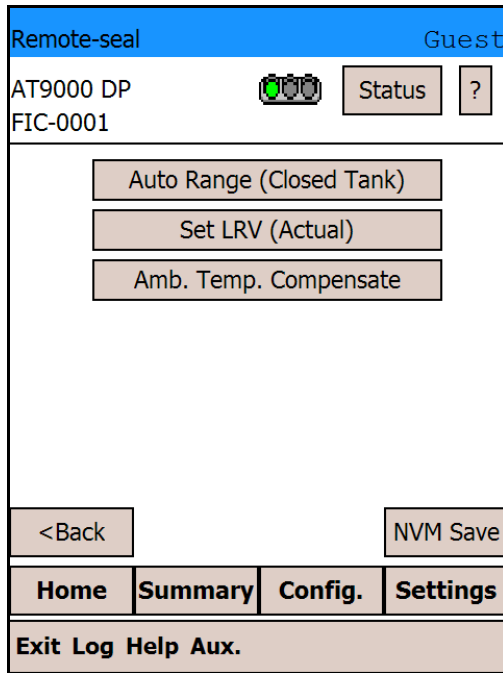 Remote-seal Guest
AT9000 DP Status ?
FIC-0001
Auto Range (Closed Tank)
Set LRV (Actual)
Amb. Temp. Compensate
<Back NVM Save
Home Summary Config. Settings
Exit Log Help Aux.